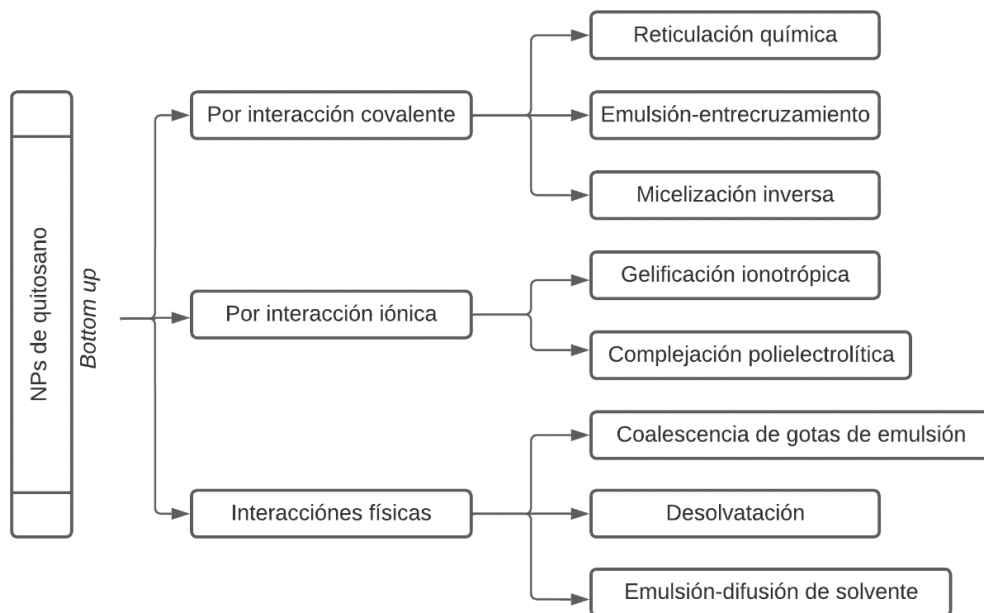 NPs de quitosano
Bottom up
Por interacción covalente
Reticulación química
Emulsión-entrecruzamiento
Micelización inversa
Por interacción iónica
Gelificación ionotrópica
Complejación polielectrolítica
Interacciónes físicas
Coalescencia de gotas de emulsión
Desolvatación
Emulsión-difusión de solvente